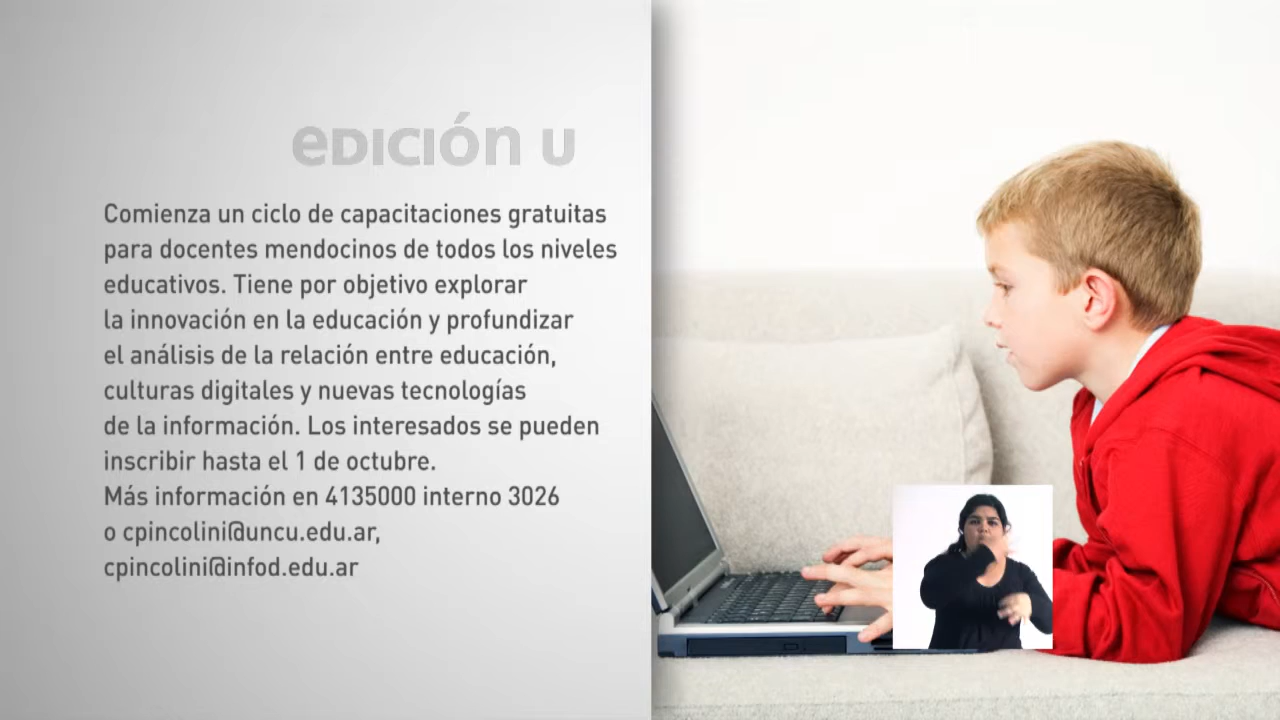 eDICIÓn U
Comienza un ciclo de capacitaciones gratuitas
para docentes mendocinos de todos los niveles
educativos. Tiene por objetivo explorar
la innovación en la educación y profundizar
el análisis de la relación entre educación,
culturas digitales y nuevas tecnologías
de la información. Los interesados se pueden
inscribir hasta el 1 de octubre.
Más información en 4135000 interno 3026
o cpincolini@uncu.edu.ar,
cpincolini@infod.edu.ar